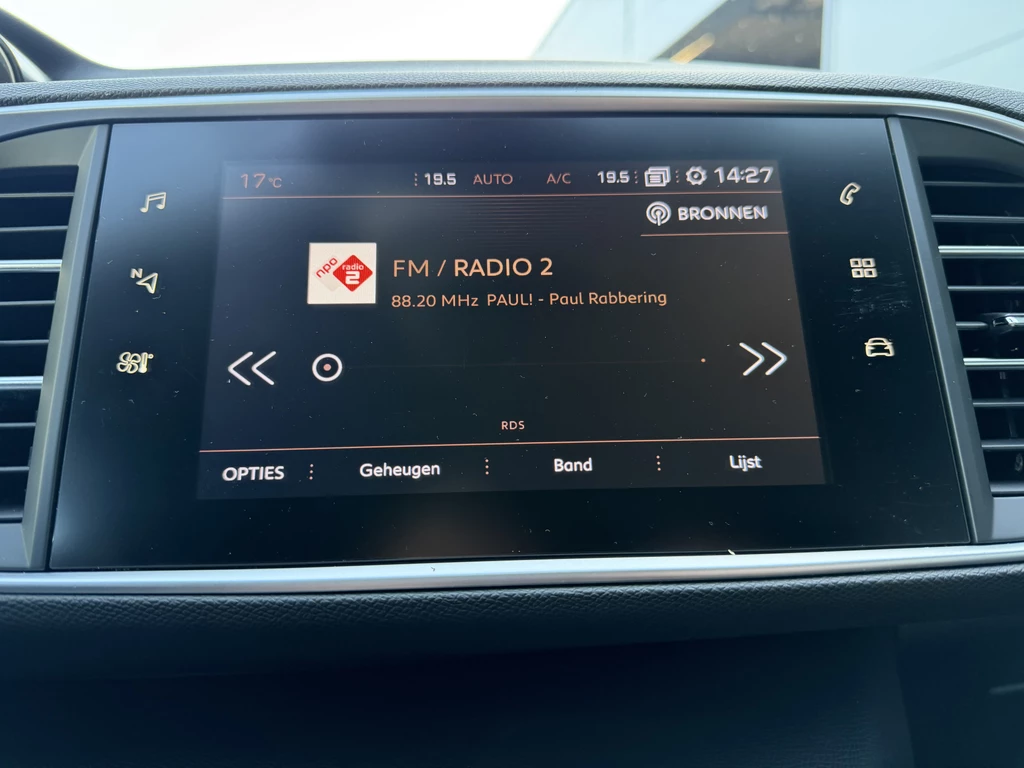 17°C 19.5 AUTO A/C 19.5 14:27
BRONNEN
N
npo radio 2
FM / RADIO 2
88.20 MHz PAUL! - Paul Rabbering
RDS
OPTIES Geheugen Band Lijst